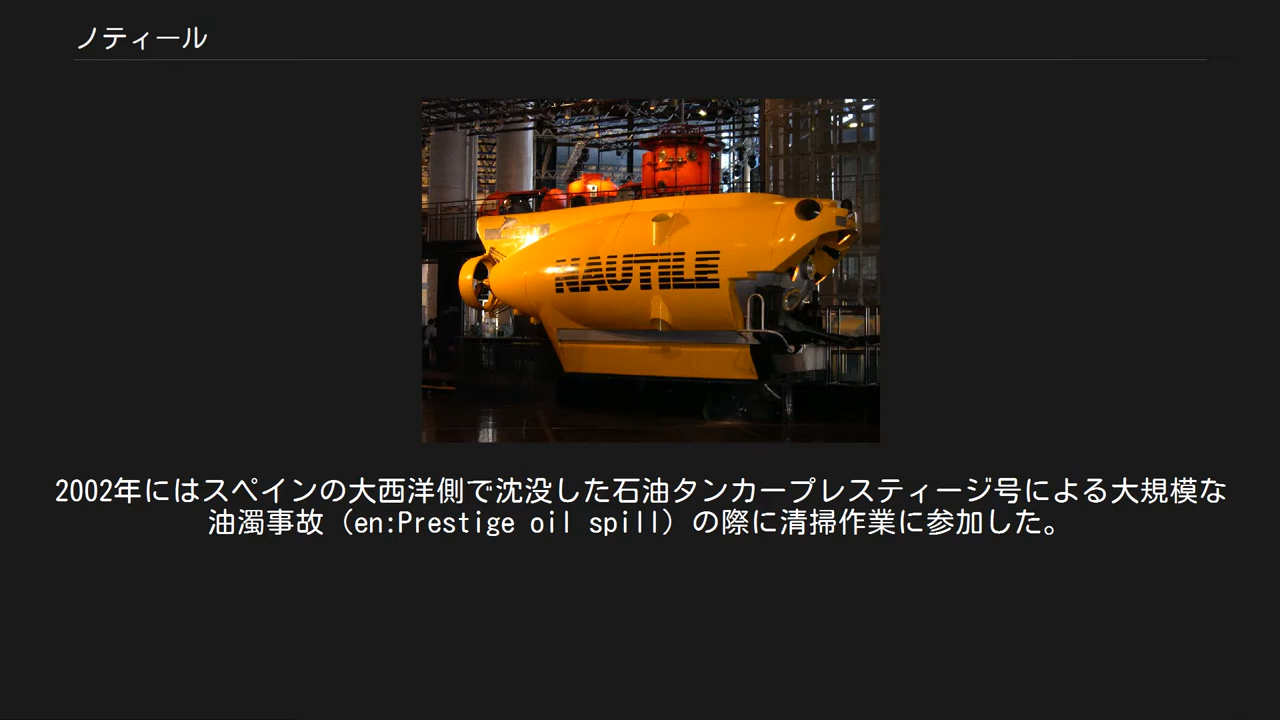 ノティール
NAUTILE
2002年にはスペインの大西洋側で沈没した石油タンカープレスティージ号による大規模な
油濁事故（en:Prestige oil spill）の際に清掃作業に参加した。